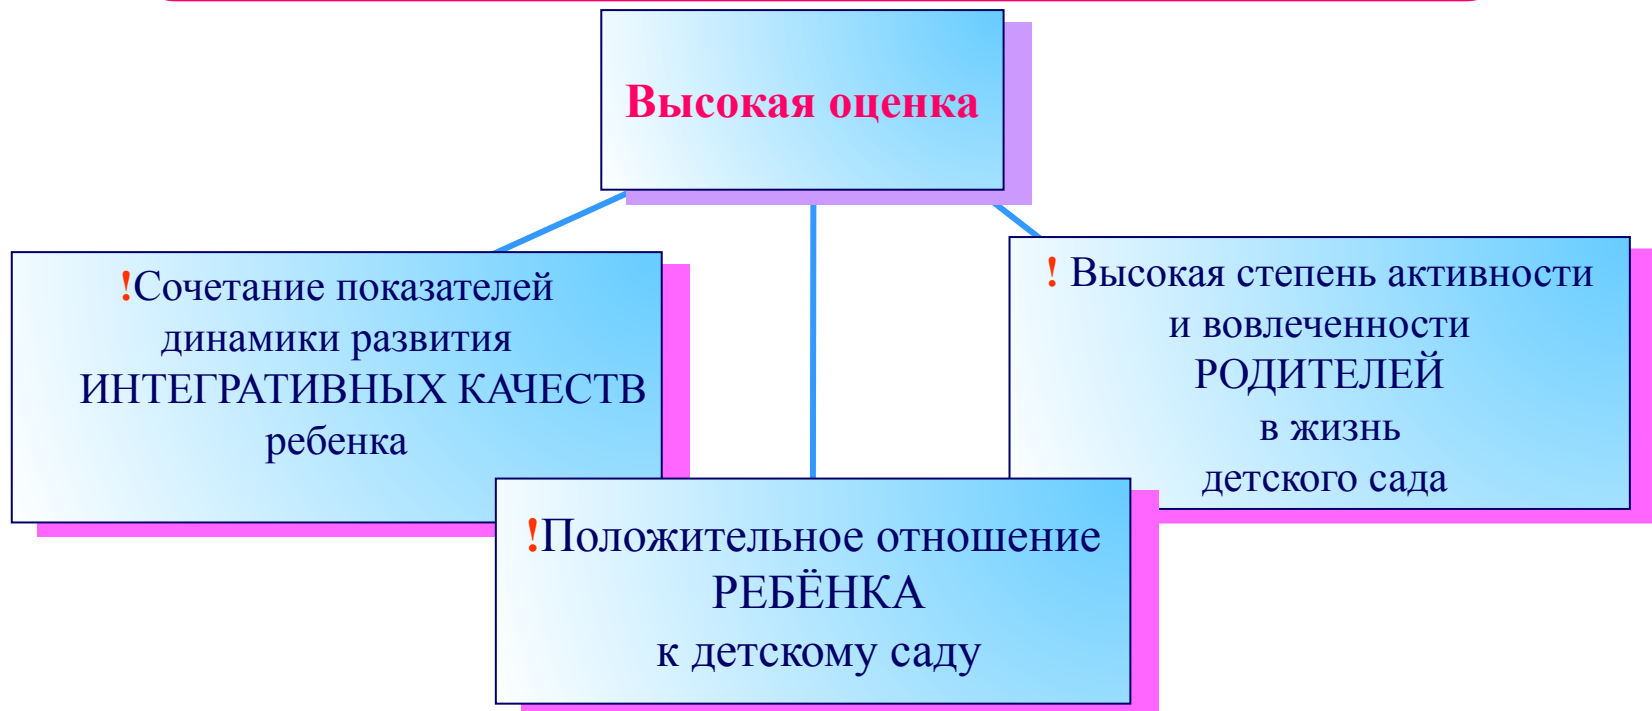 Высокая оценка
!Сочетание показателей
динамики развития
ИНТЕГРАТИВНЫХ КАЧЕСТВ
ребенка
! Высокая степень активности
и вовлеченности
РОДИТЕЛЕЙ
в жизнь
детского сада
!Положительное отношение
РЕБЁНКА
к детскому саду